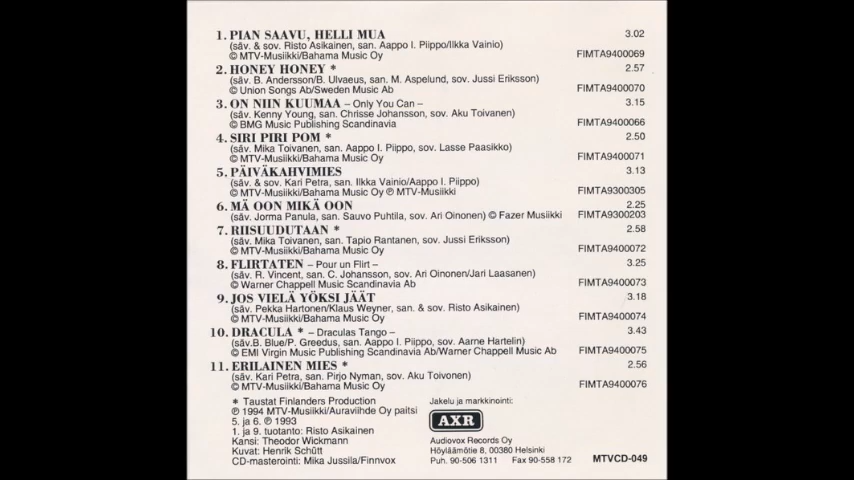 1. PIAN SAAVU, HELLI MUA 3.02
(säv. & sov. Risto Asikainen, san. Aappo I. Piippo/Ilkka Vainio)
© MTV-Musiikki/Bahama Music Oy FIMTA9400069
2. HONEY HONEY * 2.57
(säv. B. Andersson/B. Ulvaeus, san. M. Aspelund, sov. Jussi Eriksson)
© Union Songs Ab/Sweden Music Ab FIMTA9400070
3. ON NIIN KUUMAA – Only You Can – 3.15
(säv. Kenny Young, san. Chrisse Johansson, sov. Aku Toivanen)
© BMG Music Publishing Scandinavia FIMTA9400066
4. SIRI PIRI POM * 2.50
(säv. Mika Toivanen, san. Aappo I. Piippo, sov. Lasse Paasikko)
© MTV-Musiikki/Bahama Music Oy FIMTA9400071
5. PÄIVÄKAHVIMIES 3.13
(säv. & sov. Kari Petra, san. Ilkka Vainio/Aappo I. Piippo)
© MTV-Musiikki/Bahama Music Oy ℗ MTV-Musiikki FIMTA9300305
6. MÄ OON MIKÄ OON 2.25
(säv. Jorma Panula, san. Sauvo Puhtila, sov. Ari Oinonen) © Fazer Musiikki FIMTA9300203
7. RIISUUDUTAAN * 2.58
(säv. Mika Toivanen, san. Tapio Rantanen, sov. Jussi Eriksson)
© MTV-Musiikki/Bahama Music Oy FIMTA9400072
8. FLIRTATEN – Pour un Flirt – 3.25
(säv. R. Vincent, san. C. Johansson, sov. Ari Oinonen/Jari Laasanen)
© Warner Chappell Music Scandinavia Ab FIMTA9400073
9. JOS VIELÄ YÖKSI JÄÄT 3.18
(säv. Pekka Hartonen/Klaus Weyner, san. & sov. Risto Asikainen)
© MTV-Musiikki/Bahama Music Oy FIMTA9400074
10. DRACULA * – Draculas Tango – 3.43
(säv.B. Blue/P. Greedus, san. Aappo I. Piippo, sov. Aarne Hartelin)
© EMI Virgin Music Publishing Scandinavia Ab/Warner Chappell Music Ab FIMTA9400075
11. ERILAINEN MIES * 2.56
(säv. Kari Petra, san. Pirjo Nyman, sov. Aku Toivonen)
© MTV-Musiikki/Bahama Music Oy FIMTA9400076
* Taustat Finlanders Production
℗ 1994 MTV-Musiikki/Auraviihde Oy paitsi
5. ja 6. ℗ 1993
1. ja 9. tuotanto: Risto Asikainen
Kansi: Theodor Wickmann
Kuvat: Henrik Schütt
CD-masterointi: Mika Jussila/Finnvox
Jakelu ja markkinointi:
AXR
Audiovox Records Oy
Höyläämötie 8, 00380 Helsinki
Puh. 90-506 1311 Fax 90-558 172
MTVCD-049